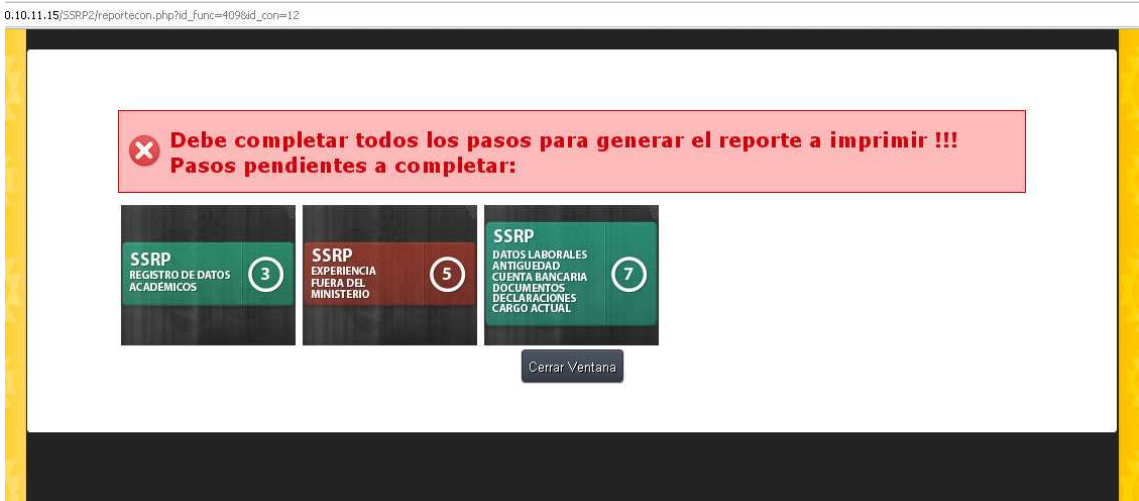 0.10.11.15/SSRP2/reportecon.php?id_func=409&id_con=12
Debe completar todos los pasos para generar el reporte a imprimir !!!
Pasos pendientes a completar:
SSRP
REGISTRO DE DATOS
ACADÉMICOS
3
SSRP
EXPERIENCIA
FUERA DEL
MINISTERIO
5
SSRP
DATOS LABORALES
ANTIGUEDAD
CUENTA BANCARIA
DOCUMENTOS
DECLARACIONES
CARGO ACTUAL
7
Cerrar Ventana